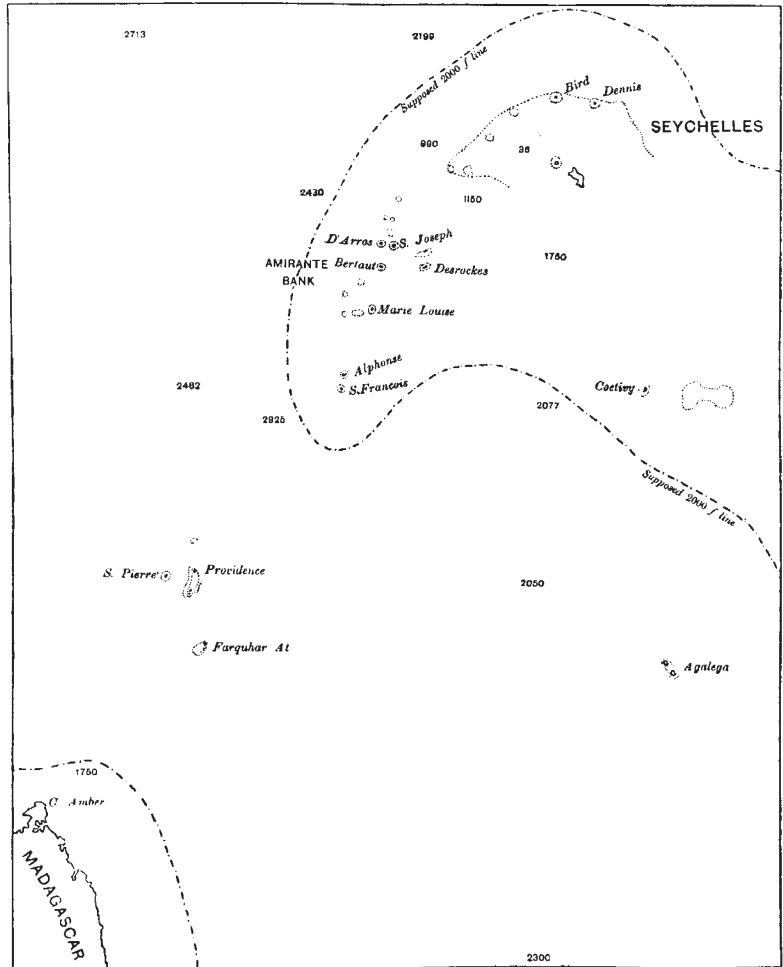 2713
2199
Supposed 2000 f line
Bird
Dennis
SEYCHELLES
990
36
2430
1150
D'Arros
S. Joseph
1750
AMIRANTE
BANK
Bertaut
Desrockes
Marie Louise
Alphonse
S. Francois
2482
2925
2077
Coetivy
Supposed 2000 f line
S. Pierre
Providence
2050
Farquhar At
Agalega
1750
C. Amber
MADAGASCAR
2300